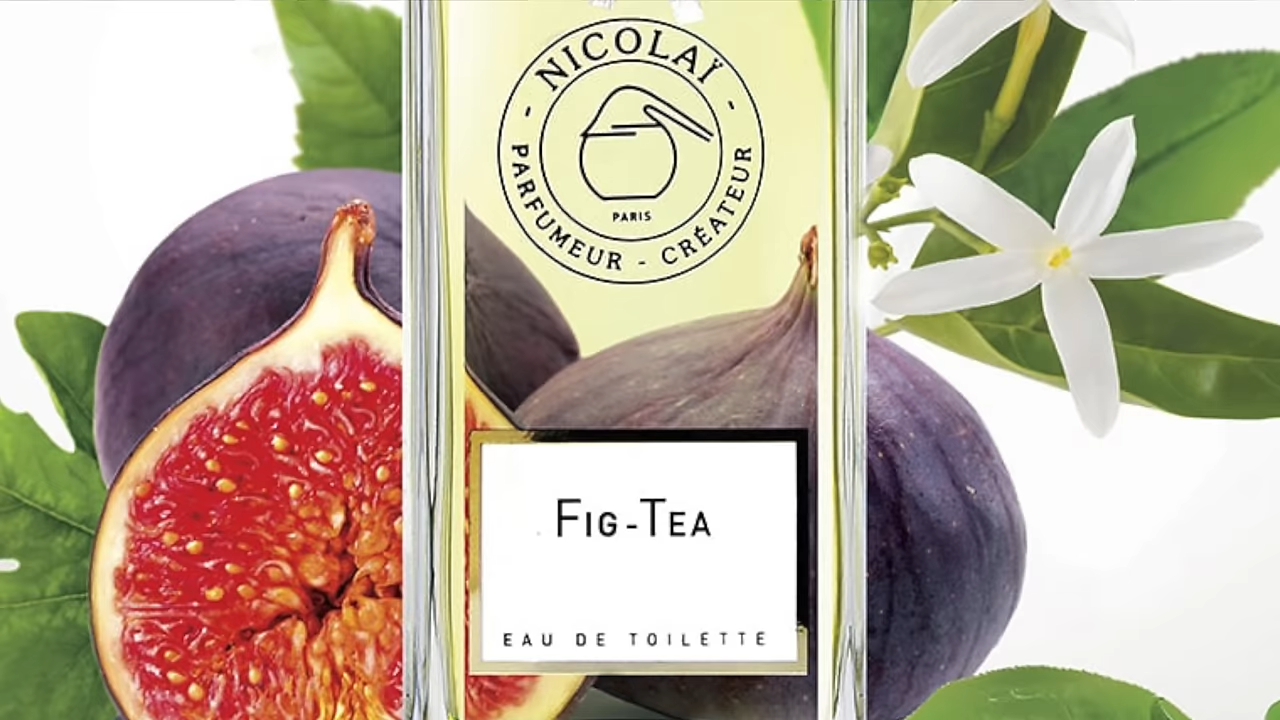 NICOLAÏ
PARFUMEUR - CRÉATEUR
PARIS
FIG-TEA
EAU DE TOILETTE